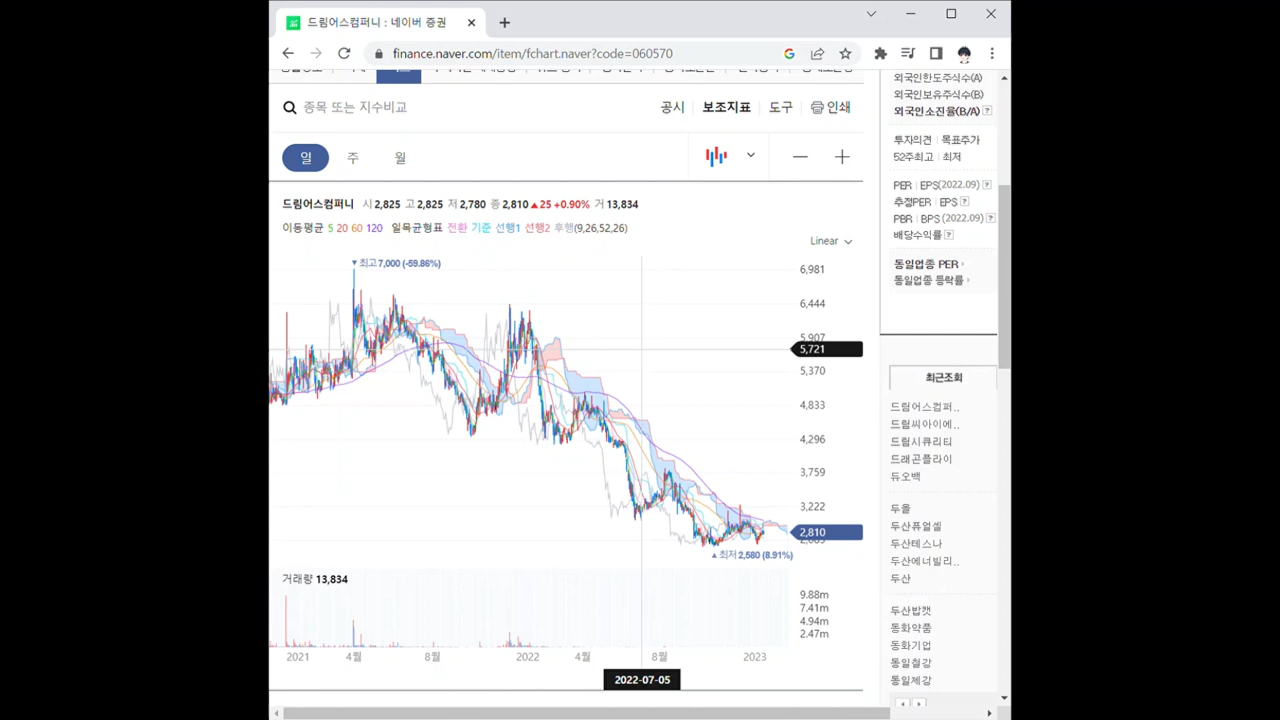 드림어스컴퍼니 : 네이버 증권
finance.naver.com/item/fchart.naver?code=060570
종목 또는 지수비교 공시 보조지표 도구 인쇄
일 주 월
드림어스컴퍼니 시 2,825 고 2,825 저 2,780 종 2,810 ▲25 +0.90% 거 13,834
이동평균 5 20 60 120 일목균형표 전환 기준 선행1 선행2 후행(9,26,52,26)
Linear
▼최고7,000 (-59.86%)
6,981
6,444
5,907
5,721
5,370
4,833
4,296
3,759
3,222
2,810
▲최저2,580 (8.91%)
거래량 13,834
9.88m
7.41m
4.94m
2.47m
2021 4월 8월 2022 4월 8월 2023
2022-07-05
외국인한도주식수(A)
외국인보유주식수(B)
외국인소진율(B/A) ?
투자의견 | 목표주가
52주최고 | 최저
PER | EPS(2022.09) ?
추정PER | EPS ?
PBR | BPS (2022.09) ?
배당수익률 ?
동일업종 PER
동일업종 등락률
최근조회
드림어스컴퍼..
드림씨아이에..
드림시큐리티
드래곤플라이
듀오백
두올
두산퓨얼셀
두산테스나
두산에너빌리..
두산
두산밥캣
동화약품
동화기업
동일철강
동일제강